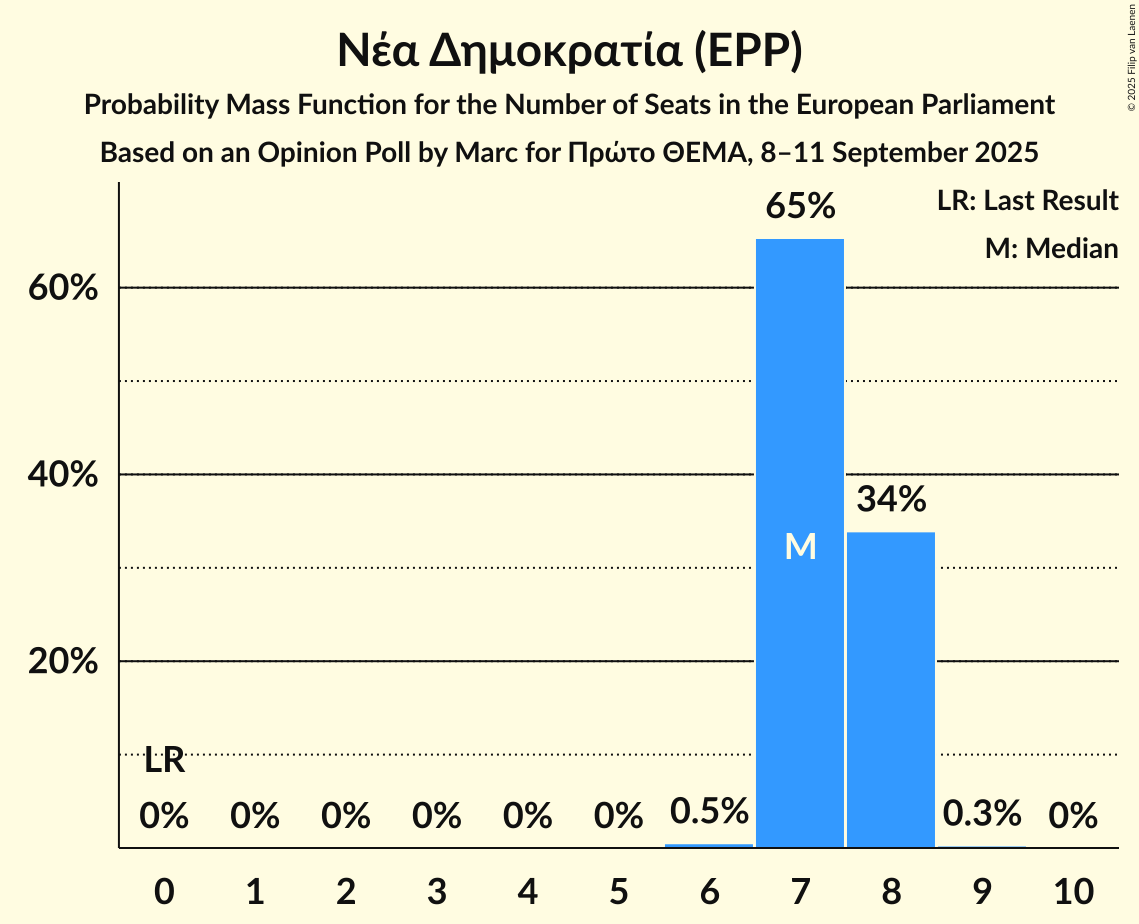 Νέα Δημοκρατία (EPP)
Probability Mass Function for the Number of Seats in the European Parliament
Based on an Opinion Poll by Marc for Πρώτο ΘΕΜΑ, 8–11 September 2025
© 2025 Filip van Laenen
LR: Last Result
M: Median
65%
60%
40%
34%
M
20%
LR
0% 0% 0% 0% 0% 0% 0.5% 0.3% 0%
0 1 2 3 4 5 6 7 8 9 10